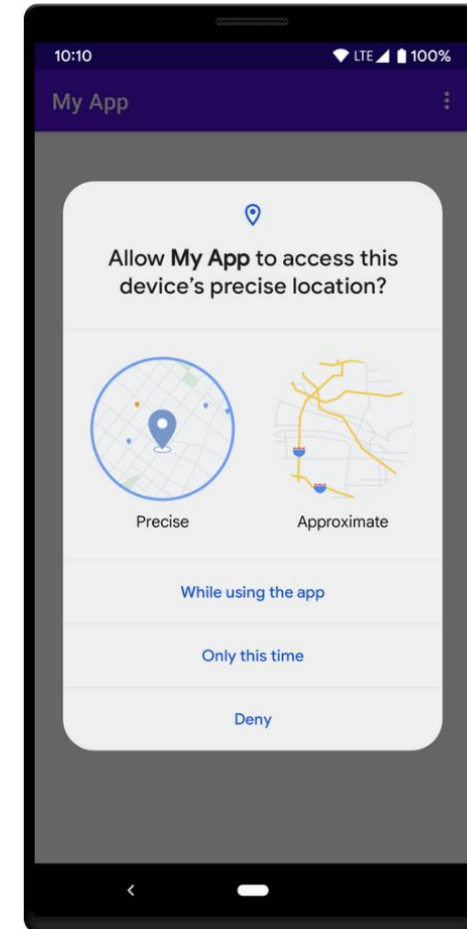 10:10 LTE 100%
My App
Allow My App to access this
device's precise location?
Precise Approximate
While using the app
Only this time
Deny